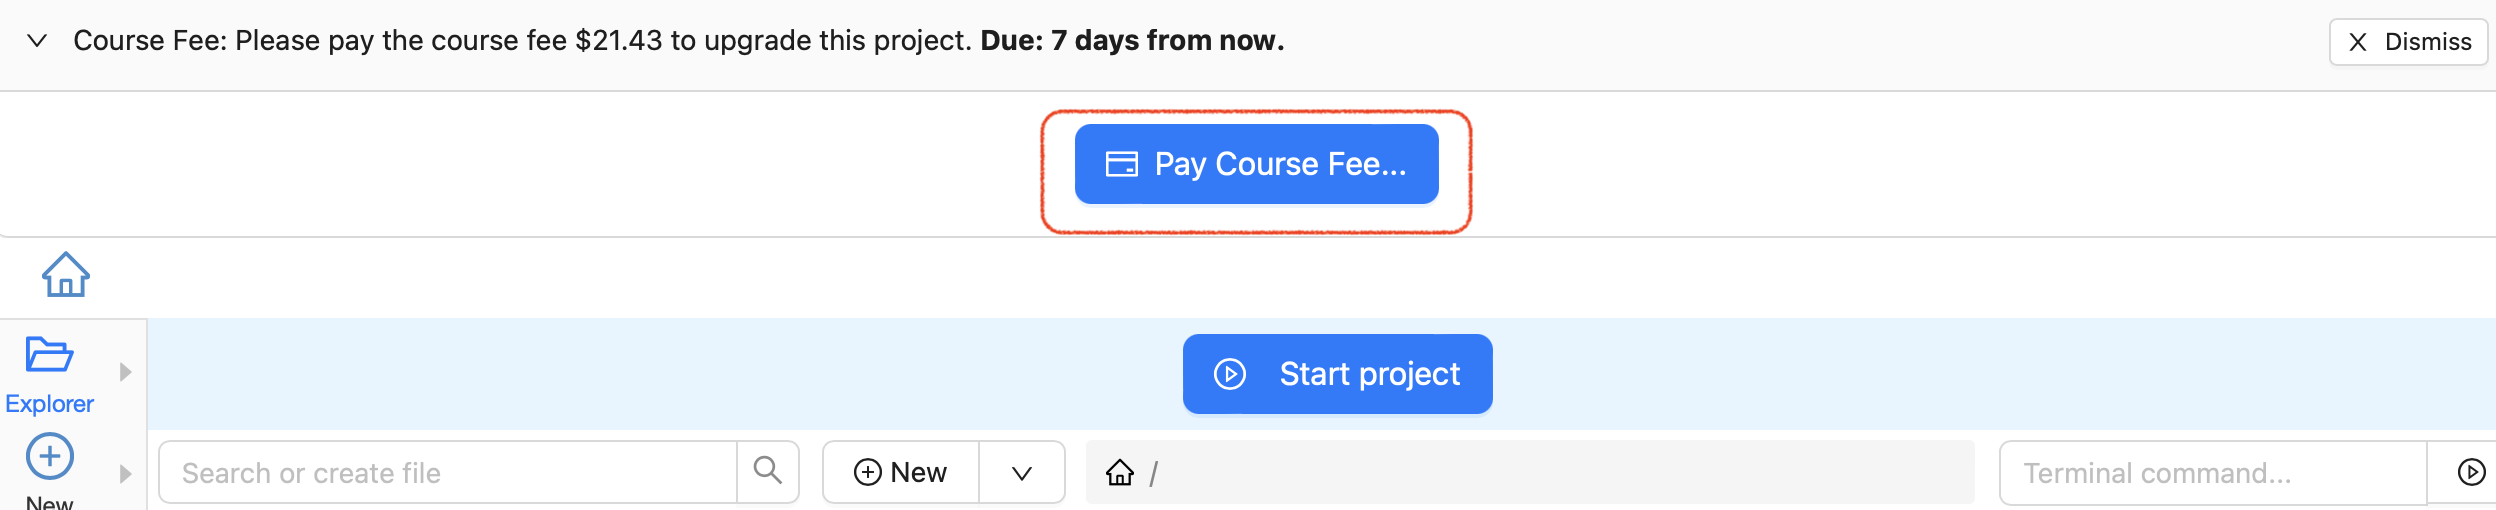 Course Fee: Please pay the course fee $21.43 to upgrade this project. Due: 7 days from now.
Dismiss
Pay Course Fee...
Start project
Explorer
Search or create file
New
/
Terminal command...
New